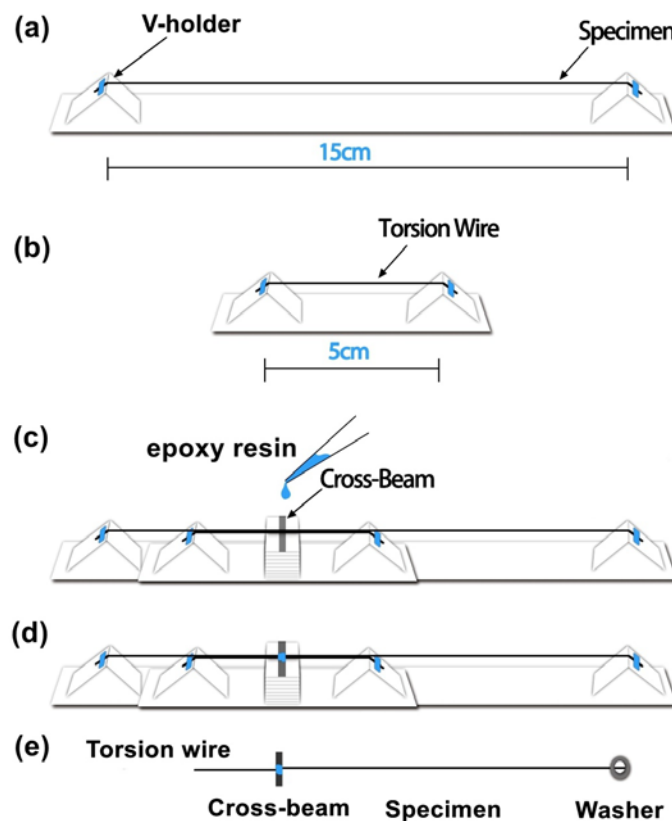 (a)
V-holder
Specimen
15cm
(b)
Torsion Wire
5cm
(c)
epoxy resin
Cross-Beam
(d)
(e)
Torsion wire
Cross-beam Specimen Washer